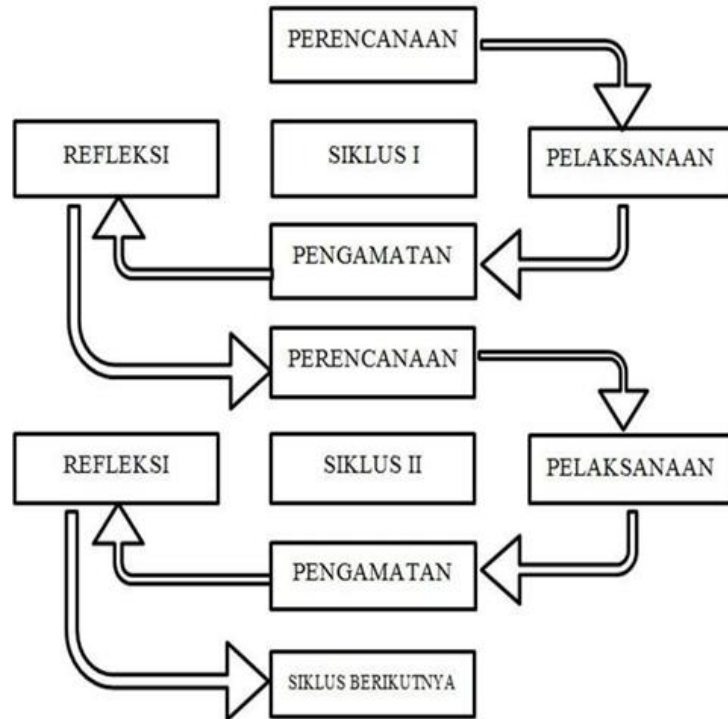 PERENCANAAN
REFLEKSI
SIKLUS I
PELAKSANAAN
PENGAMATAN
PERENCANAAN
REFLEKSI
SIKLUS II
PELAKSANAAN
PENGAMATAN
SIKLUS BERIKUTNYA